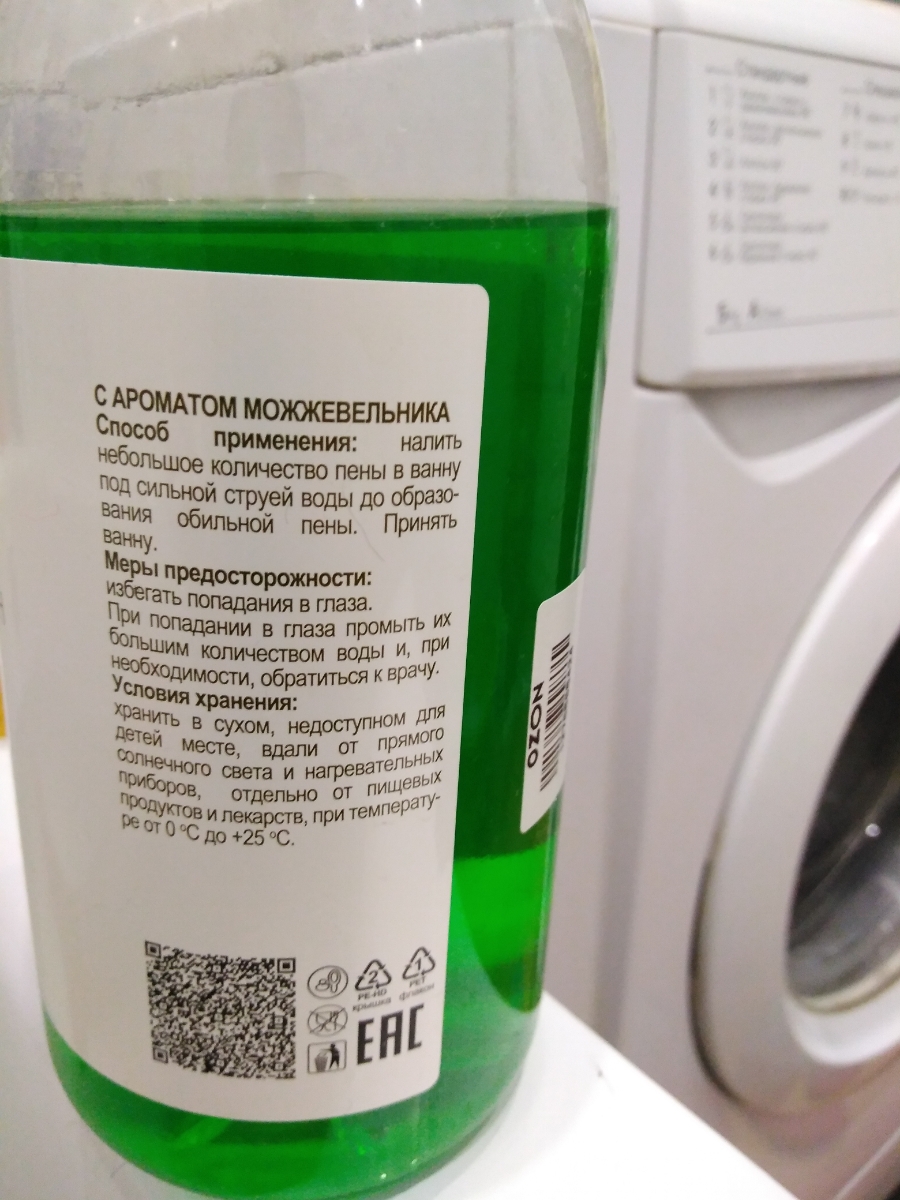 С АРОМАТОМ МОЖЖЕВЕЛЬНИКА
Способ применения: налить
небольшое количество пены в ванну
под сильной струей воды до образо-
вания обильной пены. Принять
ванну.
Меры предосторожности:
избегать попадания в глаза.
При попадании в глаза промыть их
большим количеством воды и, при
необходимости, обратиться к врачу.
Условия хранения:
хранить в сухом, недоступном для
детей месте, вдали от прямого
солнечного света и нагревательных
приборов, отдельно от пищевых
продуктов и лекарств, при температу-
ре от 0 °С до +25 °С.
2 1
PE-HD PET
крышка флакон
EAC
OZON
Стандартные